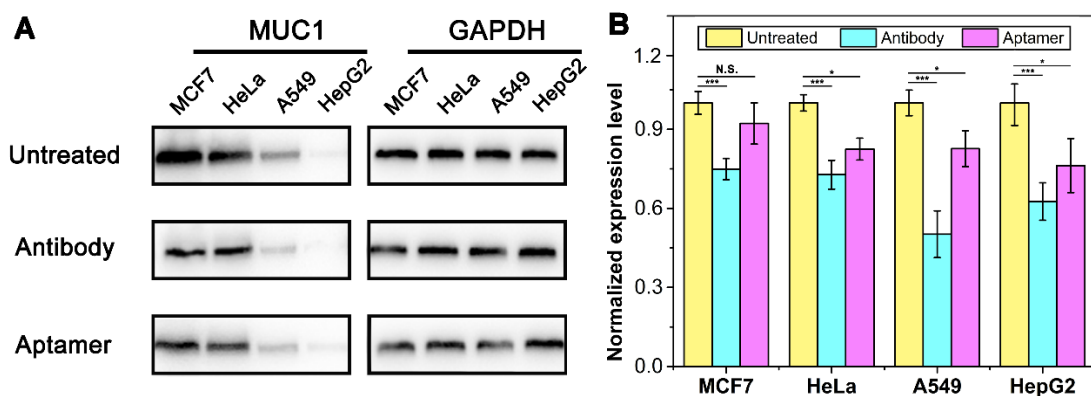 A
MUC1
GAPDH
MCF7
HeLa
A549
HepG2
MCF7
HeLa
A549
HepG2
Untreated
Antibody
Aptamer
B
Normalized expression level
1.2
0.9
0.6
0.3
0.0
Untreated
Antibody
Aptamer
N.S.
***
*
***
*
***
*
***
MCF7
HeLa
A549
HepG2